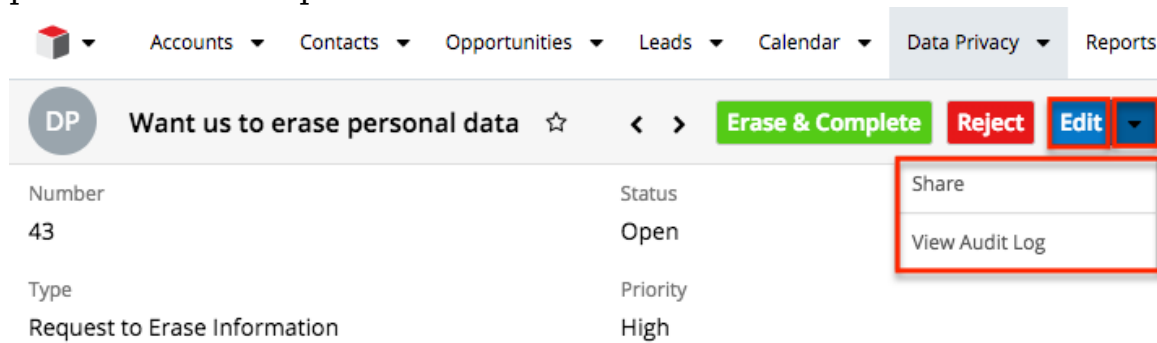 Accounts Contacts Opportunities Leads Calendar Data Privacy Reports
DP Want us to erase personal data Erase & Complete Reject Edit
Number Status Share
43 Open View Audit Log
Type Priority
Request to Erase Information High